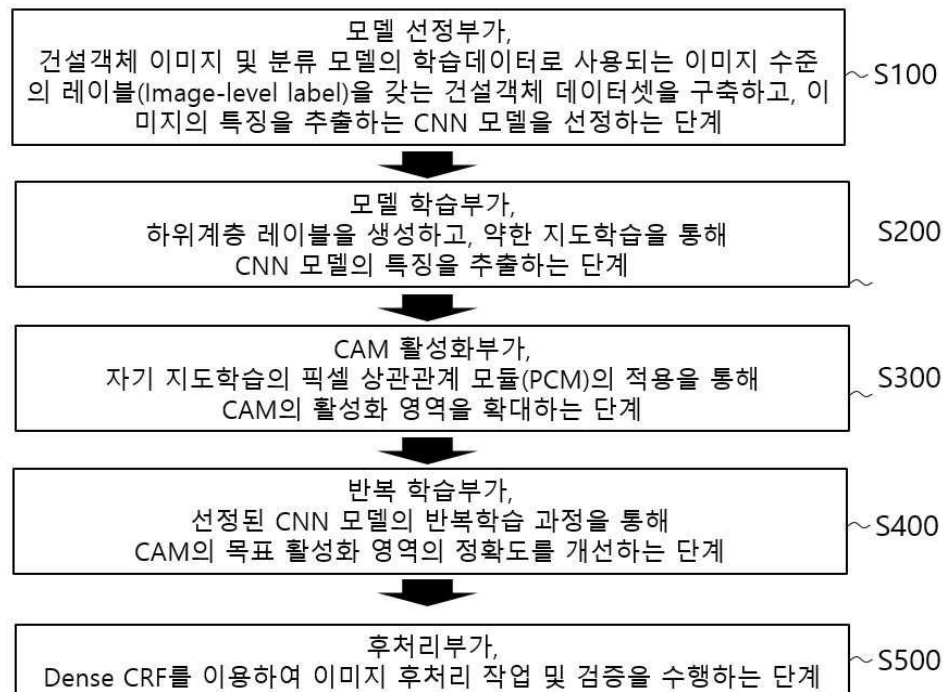 모델 선정부가,
건설객체 이미지 및 분류 모델의 학습데이터로 사용되는 이미지 수준
의 레이블(Image-level label)을 갖는 건설객체 데이터셋을 구축하고, 이
미지의 특징을 추출하는 CNN 모델을 선정하는 단계
S100
모델 학습부가,
하위계층 레이블을 생성하고, 약한 지도학습을 통해
CNN 모델의 특징을 추출하는 단계
S200
CAM 활성화부가,
자기 지도학습의 픽셀 상관관계 모듈(PCM)의 적용을 통해
CAM의 활성화 영역을 확대하는 단계
S300
반복 학습부가,
선정된 CNN 모델의 반복학습 과정을 통해
CAM의 목표 활성화 영역의 정확도를 개선하는 단계
S400
후처리부가,
Dense CRF를 이용하여 이미지 후처리 작업 및 검증을 수행하는 단계
S500